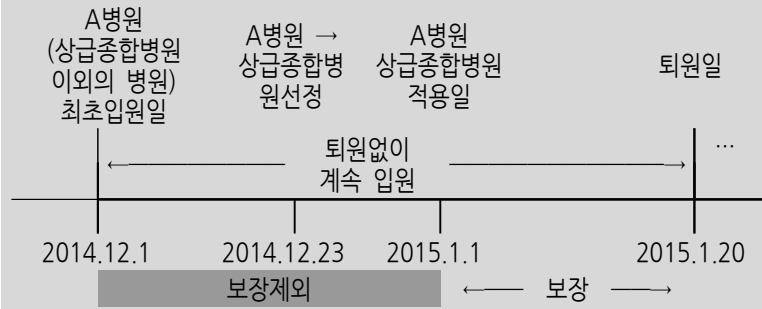 A병원
(상급종합병원
이외의 병원)
최초입원일
A병원 →
상급종합병
원선정
A병원
상급종합병원
적용일
퇴원일
퇴원없이
계속 입원
…
2014.12.1
2014.12.23
2015.1.1
2015.1.20
보장제외
보장